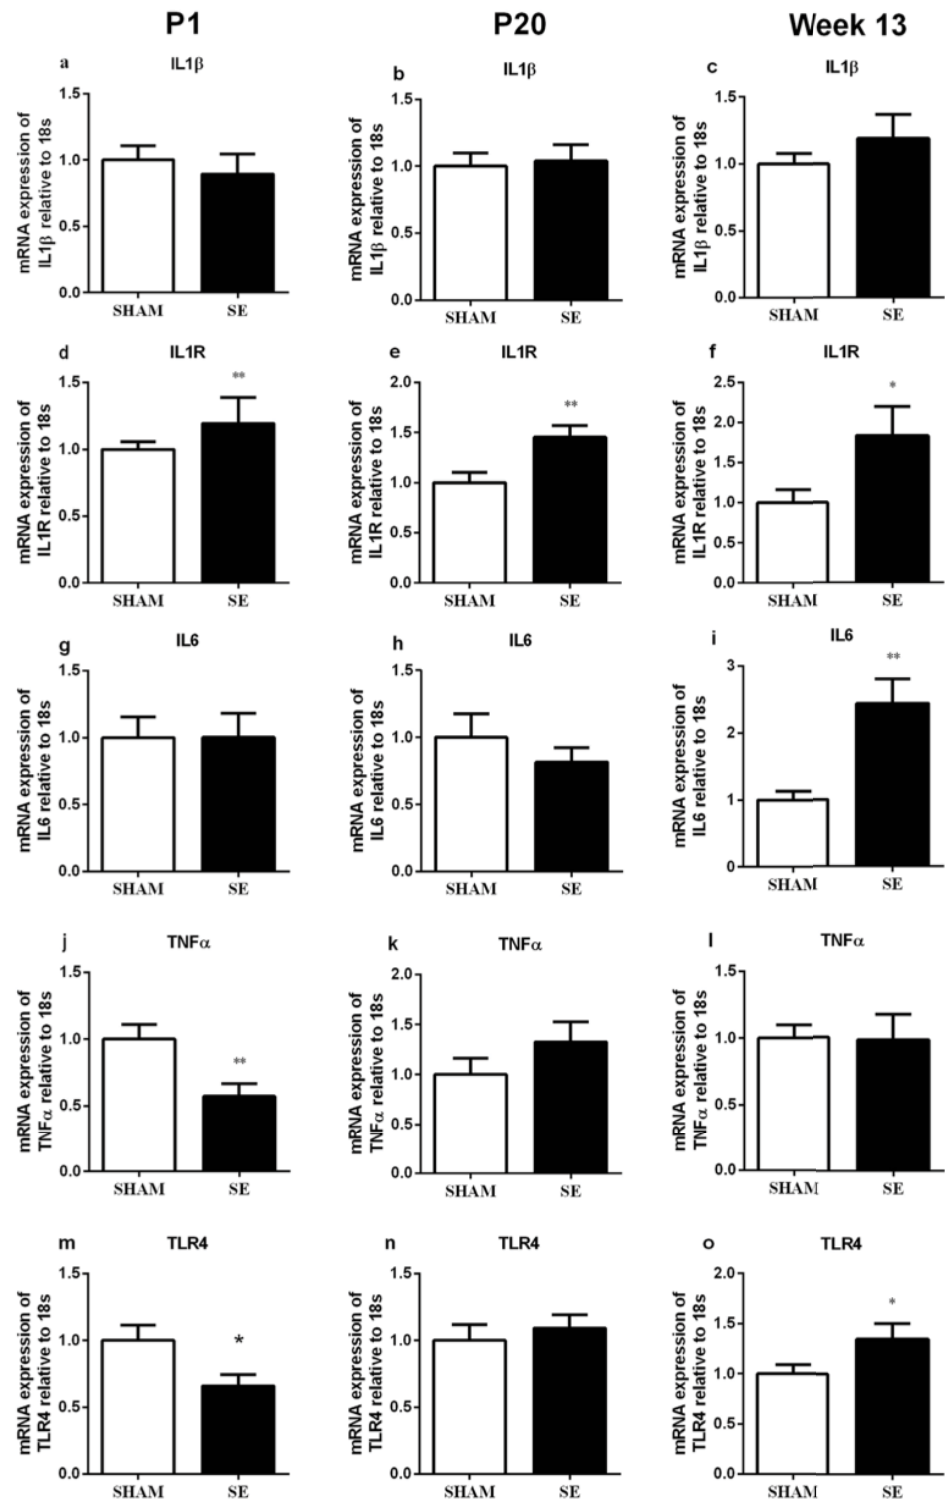 P1 P20 Week 13
a IL1β
mRNA expression of
IL1β relative to 18s
1.5
1.0
0.5
0.0
SHAM SE
b IL1β
mRNA expression of
IL1β relative to 18s
1.5
1.0
0.5
0.0
SHAM SE
c IL1β
mRNA expression of
IL1β relative to 18s
1.5
1.0
0.5
0.0
SHAM SE
d IL1R
mRNA expression of
IL1R relative to 18s
1.5
1.0
0.5
0.0
**
SHAM SE
e IL1R
mRNA expression of
IL1R relative to 18s
2.0
1.5
1.0
0.5
0.0
**
SHAM SE
f IL1R
mRNA expression of
IL1R relative to 18s
2.5
2.0
1.5
1.0
0.5
0.0
*
SHAM SE
g IL6
mRNA expression of
IL6 relative to 18s
1.5
1.0
0.5
0.0
SHAM SE
h IL6
mRNA expression of
IL6 relative to 18s
1.5
1.0
0.5
0.0
SHAM SE
i IL6
mRNA expression of
IL6 relative to 18s
3
2
1
0
**
SHAM SE
j TNFα
mRNA expression of
TNFα relative to 18s
1.5
1.0
0.5
0.0
**
SHAM SE
k TNFα
mRNA expression of
TNFα relative to 18s
2.0
1.5
1.0
0.5
0.0
SHAM SE
l TNFα
mRNA expression of
TNFα relative to 18s
1.5
1.0
0.5
0.0
SHAM SE
m TLR4
mRNA expression of
TLR4 relative to 18s
1.5
1.0
0.5
0.0
*
SHAM SE
n TLR4
mRNA expression of
TLR4 relative to 18s
1.5
1.0
0.5
0.0
SHAM SE
o TLR4
mRNA expression of
TLR4 relative to 18s
2.0
1.5
1.0
0.5
0.0
*
SHAM SE